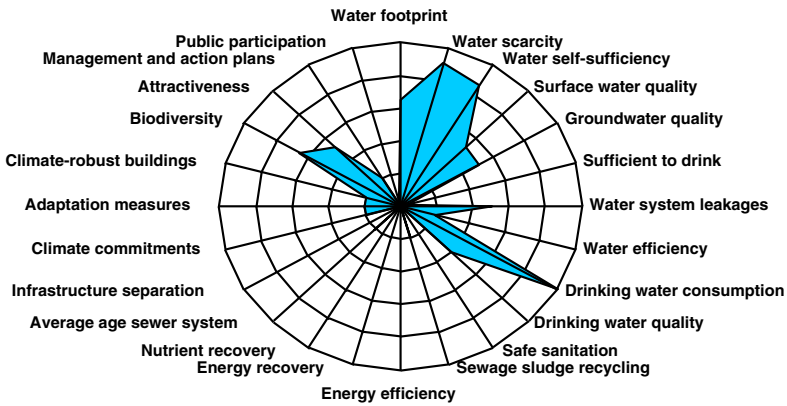 Water footprint
Water scarcity
Water self-sufficiency
Surface water quality
Groundwater quality
Sufficient to drink
Water system leakages
Water efficiency
Drinking water consumption
Drinking water quality
Safe sanitation
Sewage sludge recycling
Energy efficiency
Energy recovery
Nutrient recovery
Average age sewer system
Infrastructure separation
Climate commitments
Adaptation measures
Climate-robust buildings
Biodiversity
Attractiveness
Management and action plans
Public participation